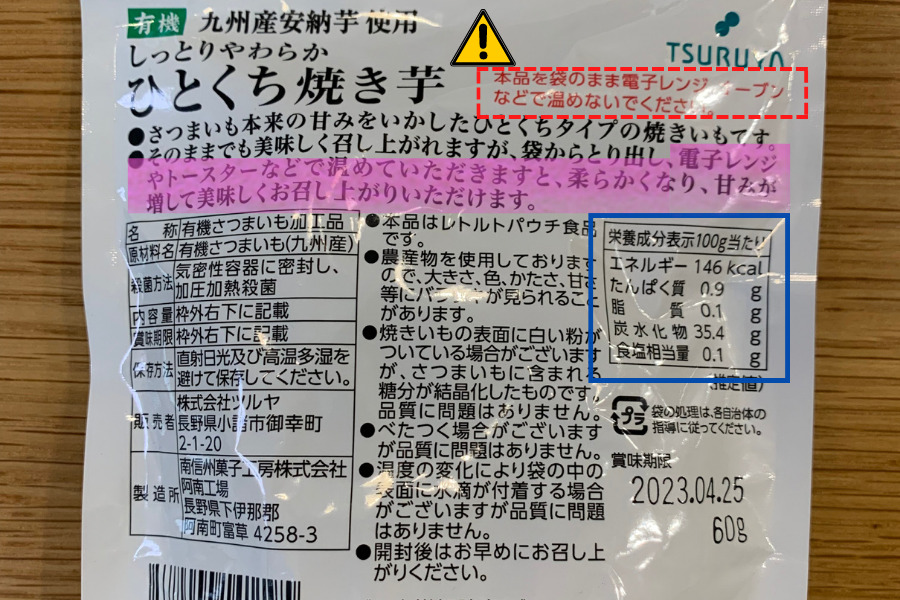 有機 九州産安納芋 使用
しっとりやわらか
ひとくち焼き芋
TSURUYA
本品を袋のまま電子レンジ、オーブン
などで温めないでください。
●さつまいも本来の甘みをいかしたひとくちタイプの焼きいもです。
●そのままでも美味しく召し上がれますが、袋からとり出し、電子レンジ
やトースターなどで温めていただきますと、柔らかくなり、甘みが
増して美味しくお召し上がりいただけます。
名称 有機さつまいも加工品
原材料名 有機さつまいも(九州産)
殺菌方法 気密性容器に密封し、
加圧加熱殺菌
内容量 枠外右下に記載
賞味期限 枠外右下に記載
保存方法 直射日光及び高温多湿を
避けて保存してください。
販売者 株式会社ツルヤ
長野県小諸市御幸町
2-1-20
製造所 南信州菓子工房株式会社
阿南工場
長野県下伊那郡
阿南町富草 4258-3
●本品はレトルトパウチ食品
です。
●農産物を使用しております
ので、大きさ、色、かたさ、甘さ
等にバラツキが見られること
があります。
●焼きいもの表面に白い粉が
ついている場合がございます
が、さつまいもに含まれる
糖分が結晶化したものです。
品質に問題はありません。
●べたつく場合がございます
が品質に問題はありません。
●温度の変化により袋の中の
表面に水滴が付着する場合
がございますが品質に問題
はありません。
●開封後はお早めにお召し上
がりください。
栄養成分表示100g当たり
エネルギー 146 kcal
たんぱく質 0.9 g
脂質 0.1 g
炭水化物 35.4 g
食塩相当量 0.1 g
(推定値)
プラ
袋の処理は、各自治体の
指導に従ってください。
賞味期限
2023.04.25
60g